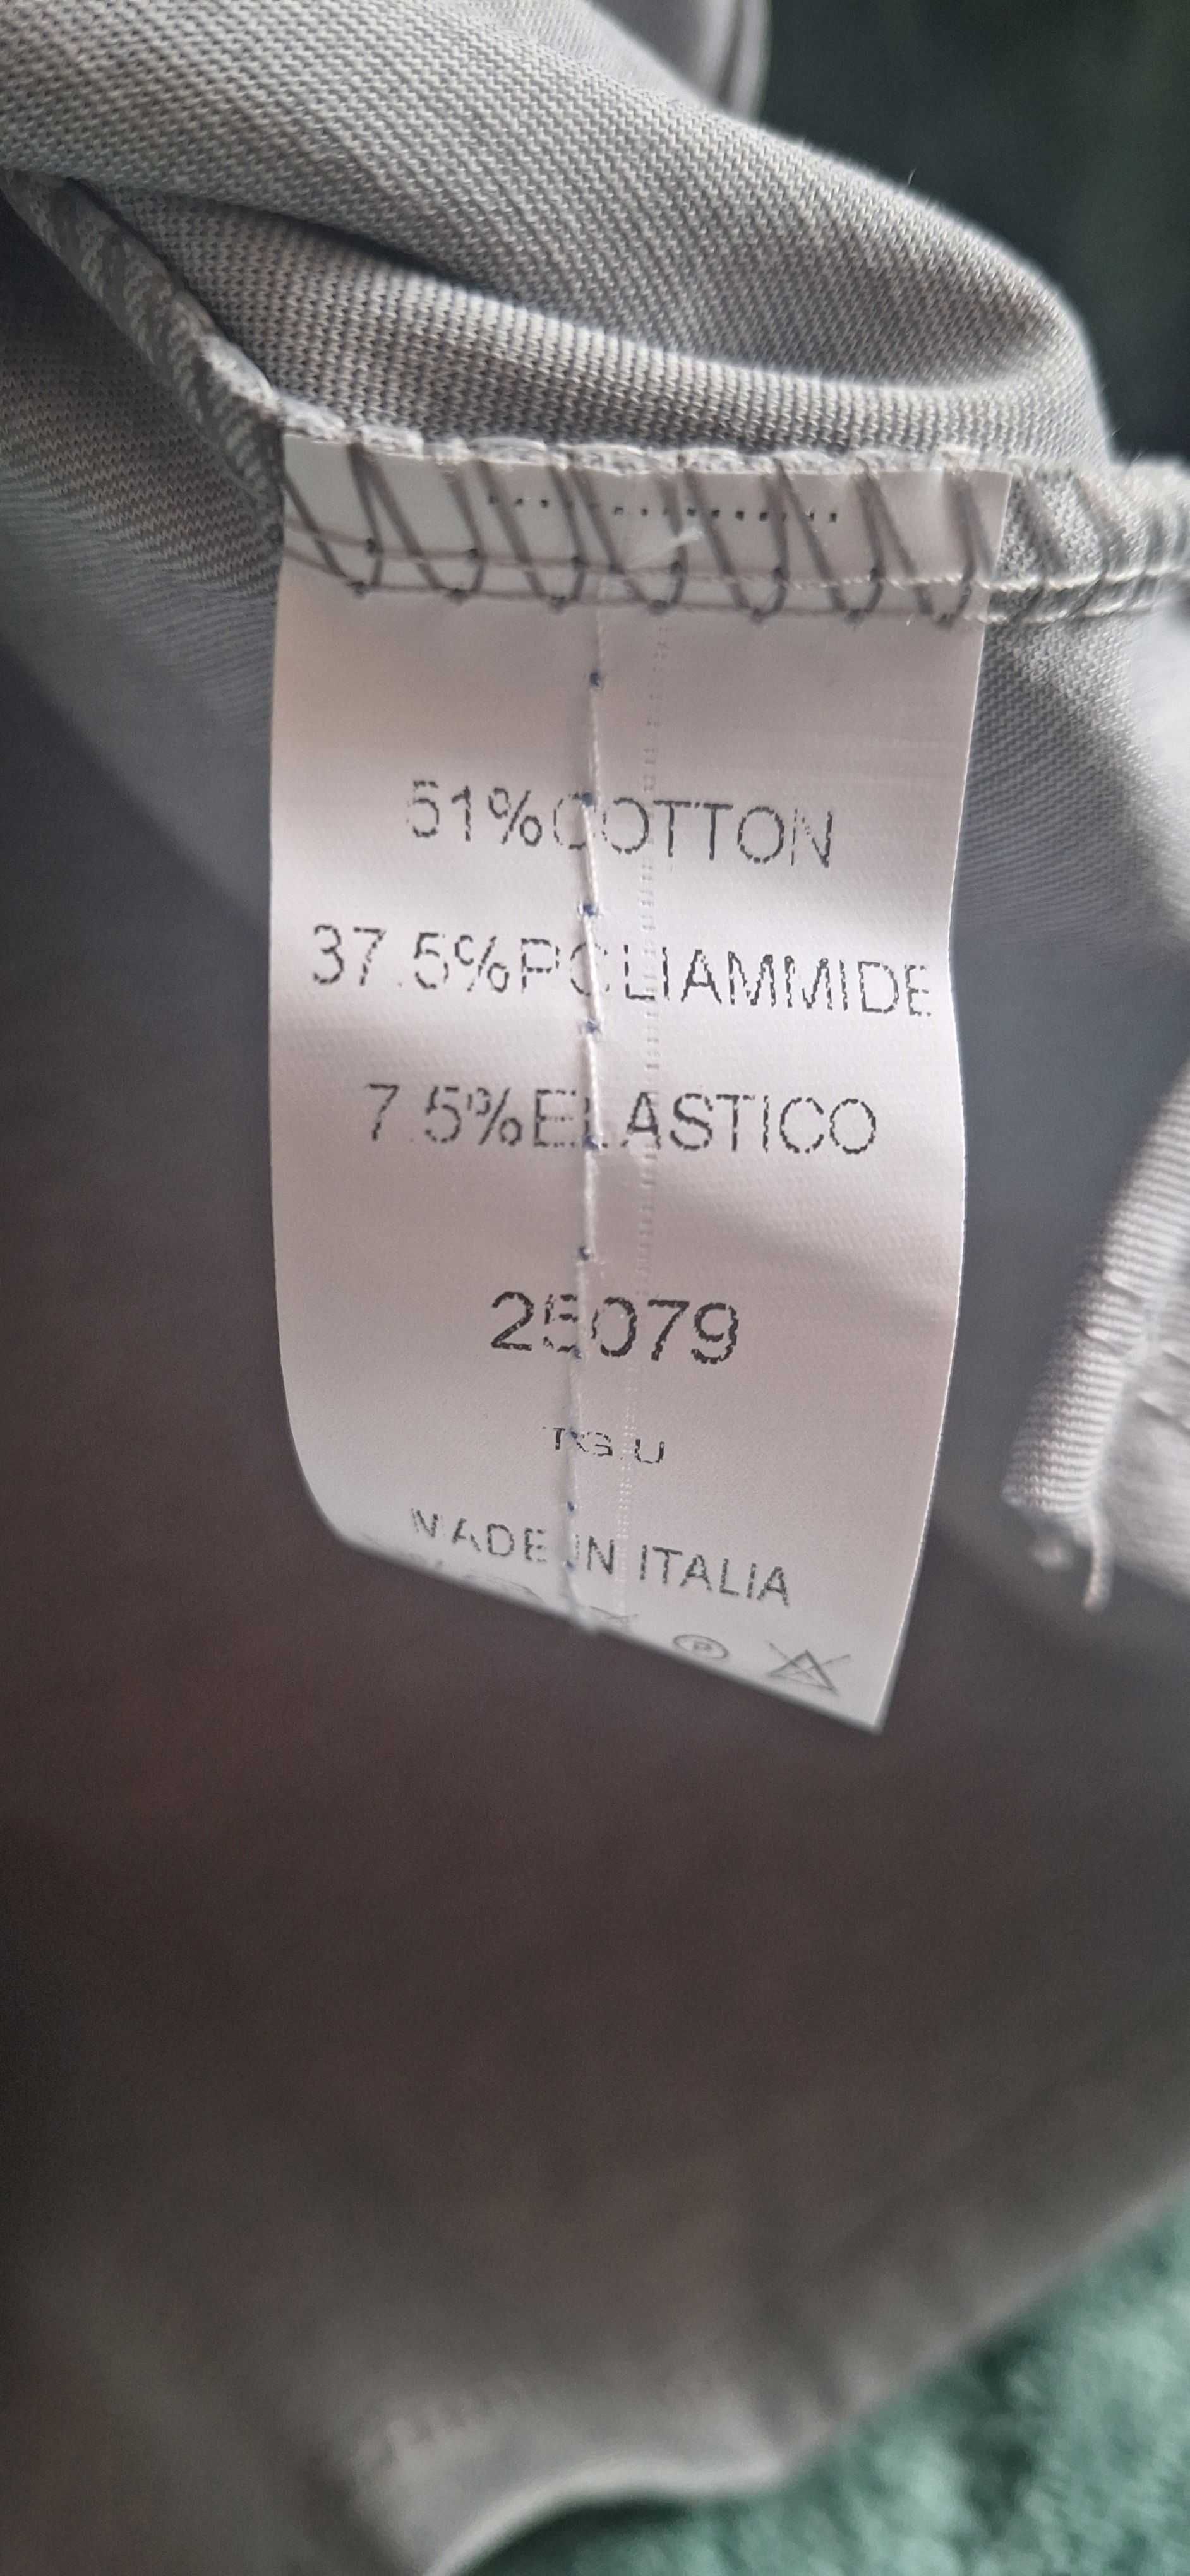 51%COTTON
37.5%POLIAMMIDE
7.5%ELASTICO
25079
TG.U
MADE IN ITALIA
P